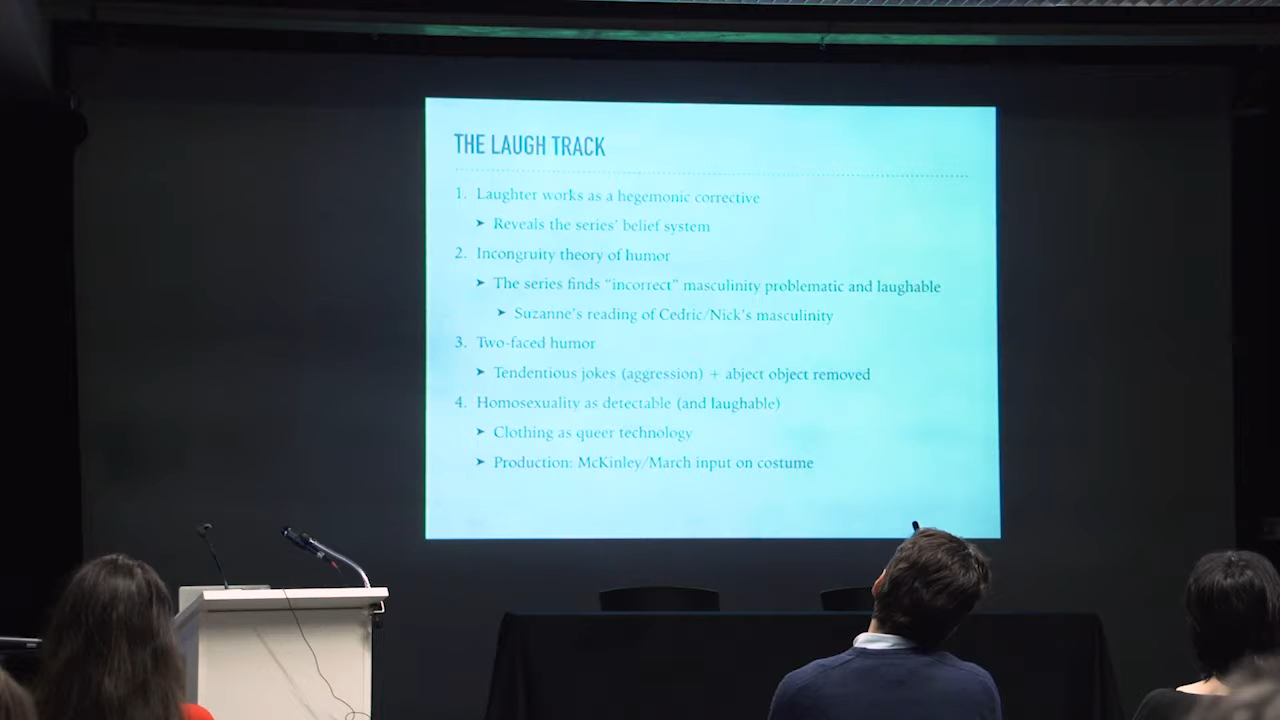 THE LAUGH TRACK
1. Laughter works as a hegemonic corrective
➤ Reveals the series' belief system
2. Incongruity theory of humor
➤ The series finds "incorrect" masculinity problematic and laughable
➤ Suzanne's reading of Cedric/Nick's masculinity
3. Two-faced humor
➤ Tendentious jokes (aggression) + abject object removed
4. Homosexuality as detectable (and laughable)
➤ Clothing as queer technology
➤ Production: McKinley/March input on costume